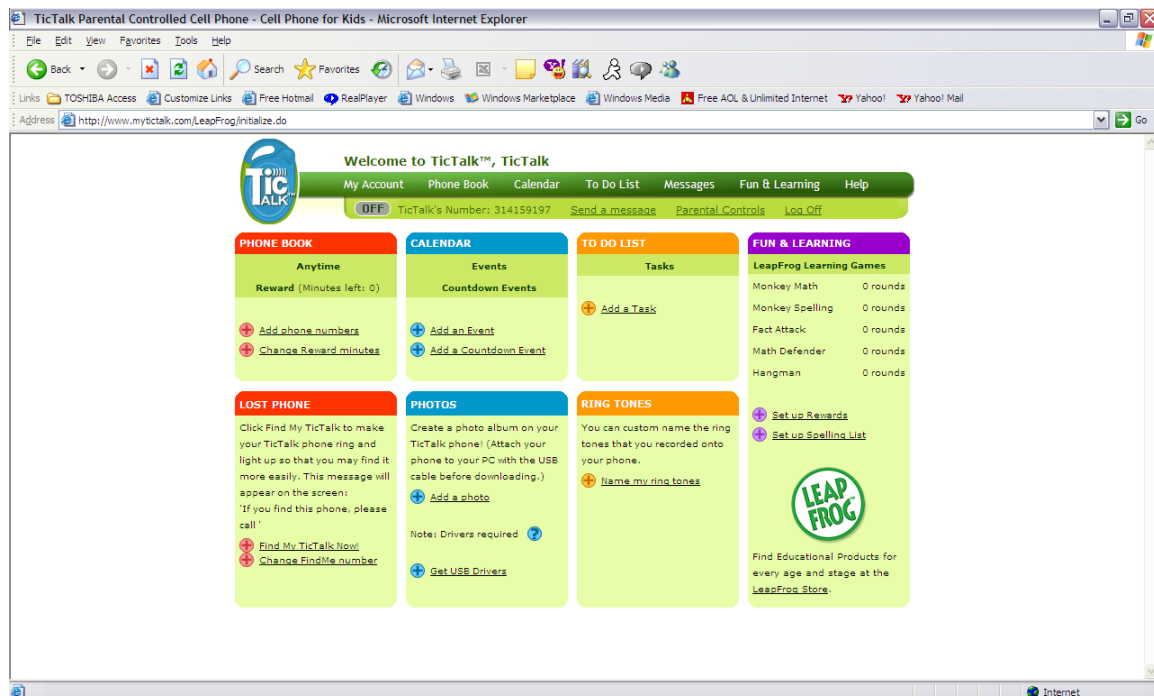 TicTalk Parental Controlled Cell Phone - Cell Phone for Kids - Microsoft Internet Explorer
File Edit View Favorites Tools Help
Back Search Favorites
Links TOSHIBA Access Customize Links Free Hotmail RealPlayer Windows Windows Marketplace Windows Media Free AOL & Unlimited Internet Yahoo! Yahoo! Mail
Address http://www.mytictalk.com/LeapFrog/initialize.do Go
TIC TALK
Welcome to TicTalk™, TicTalk
My Account Phone Book Calendar To Do List Messages Fun & Learning Help
OFF TicTalk's Number: 314159197 Send a message Parental Controls Log Off
PHONE BOOK
Anytime
Reward (Minutes left: 0)
Add phone numbers
Change Reward minutes
CALENDAR
Events
Countdown Events
Add an Event
Add a Countdown Event
TO DO LIST
Tasks
Add a Task
FUN & LEARNING
LeapFrog Learning Games
Monkey Math 0 rounds
Monkey Spelling 0 rounds
Fact Attack 0 rounds
Math Defender 0 rounds
Hangman 0 rounds
Set up Rewards
Set up Spelling List
LEAP
FROG
Find Educational Products for
every age and stage at the
LeapFrog Store.
LOST PHONE
Click Find My TicTalk to make
your TicTalk phone ring and
light up so that you may find it
more easily. This message will
appear on the screen:
'If you find this phone, please
call '
Find My TicTalk Now!
Change FindMe number
PHOTOS
Create a photo album on your
TicTalk phone! (Attach your
phone to your PC with the USB
cable before downloading.)
Add a photo
Note: Drivers required ?
Get USB Drivers
RING TONES
You can custom name the ring
tones that you recorded onto
your phone.
Name my ring tones
Internet